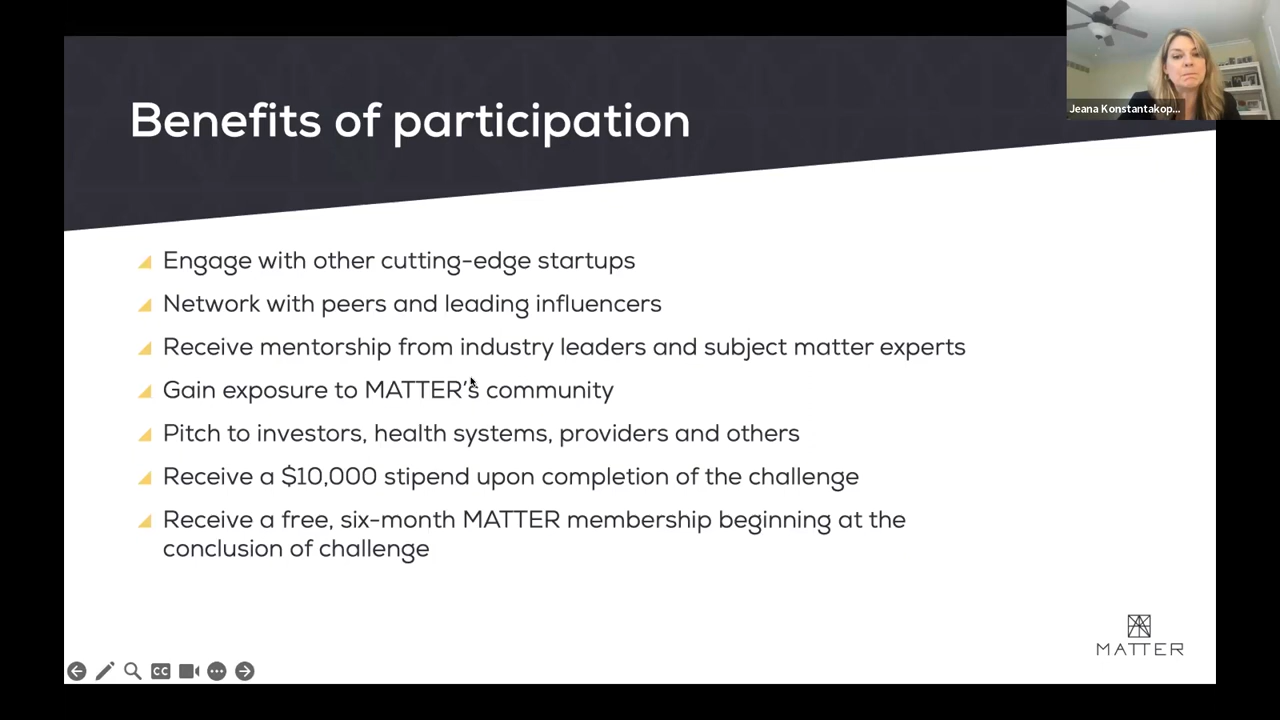 Benefits of participation
Jeana Konstantakop...
Engage with other cutting-edge startups
Network with peers and leading influencers
Receive mentorship from industry leaders and subject matter experts
Gain exposure to MATTER's community
Pitch to investors, health systems, providers and others
Receive a $10,000 stipend upon completion of the challenge
Receive a free, six-month MATTER membership beginning at the
conclusion of challenge
MATTER
CC